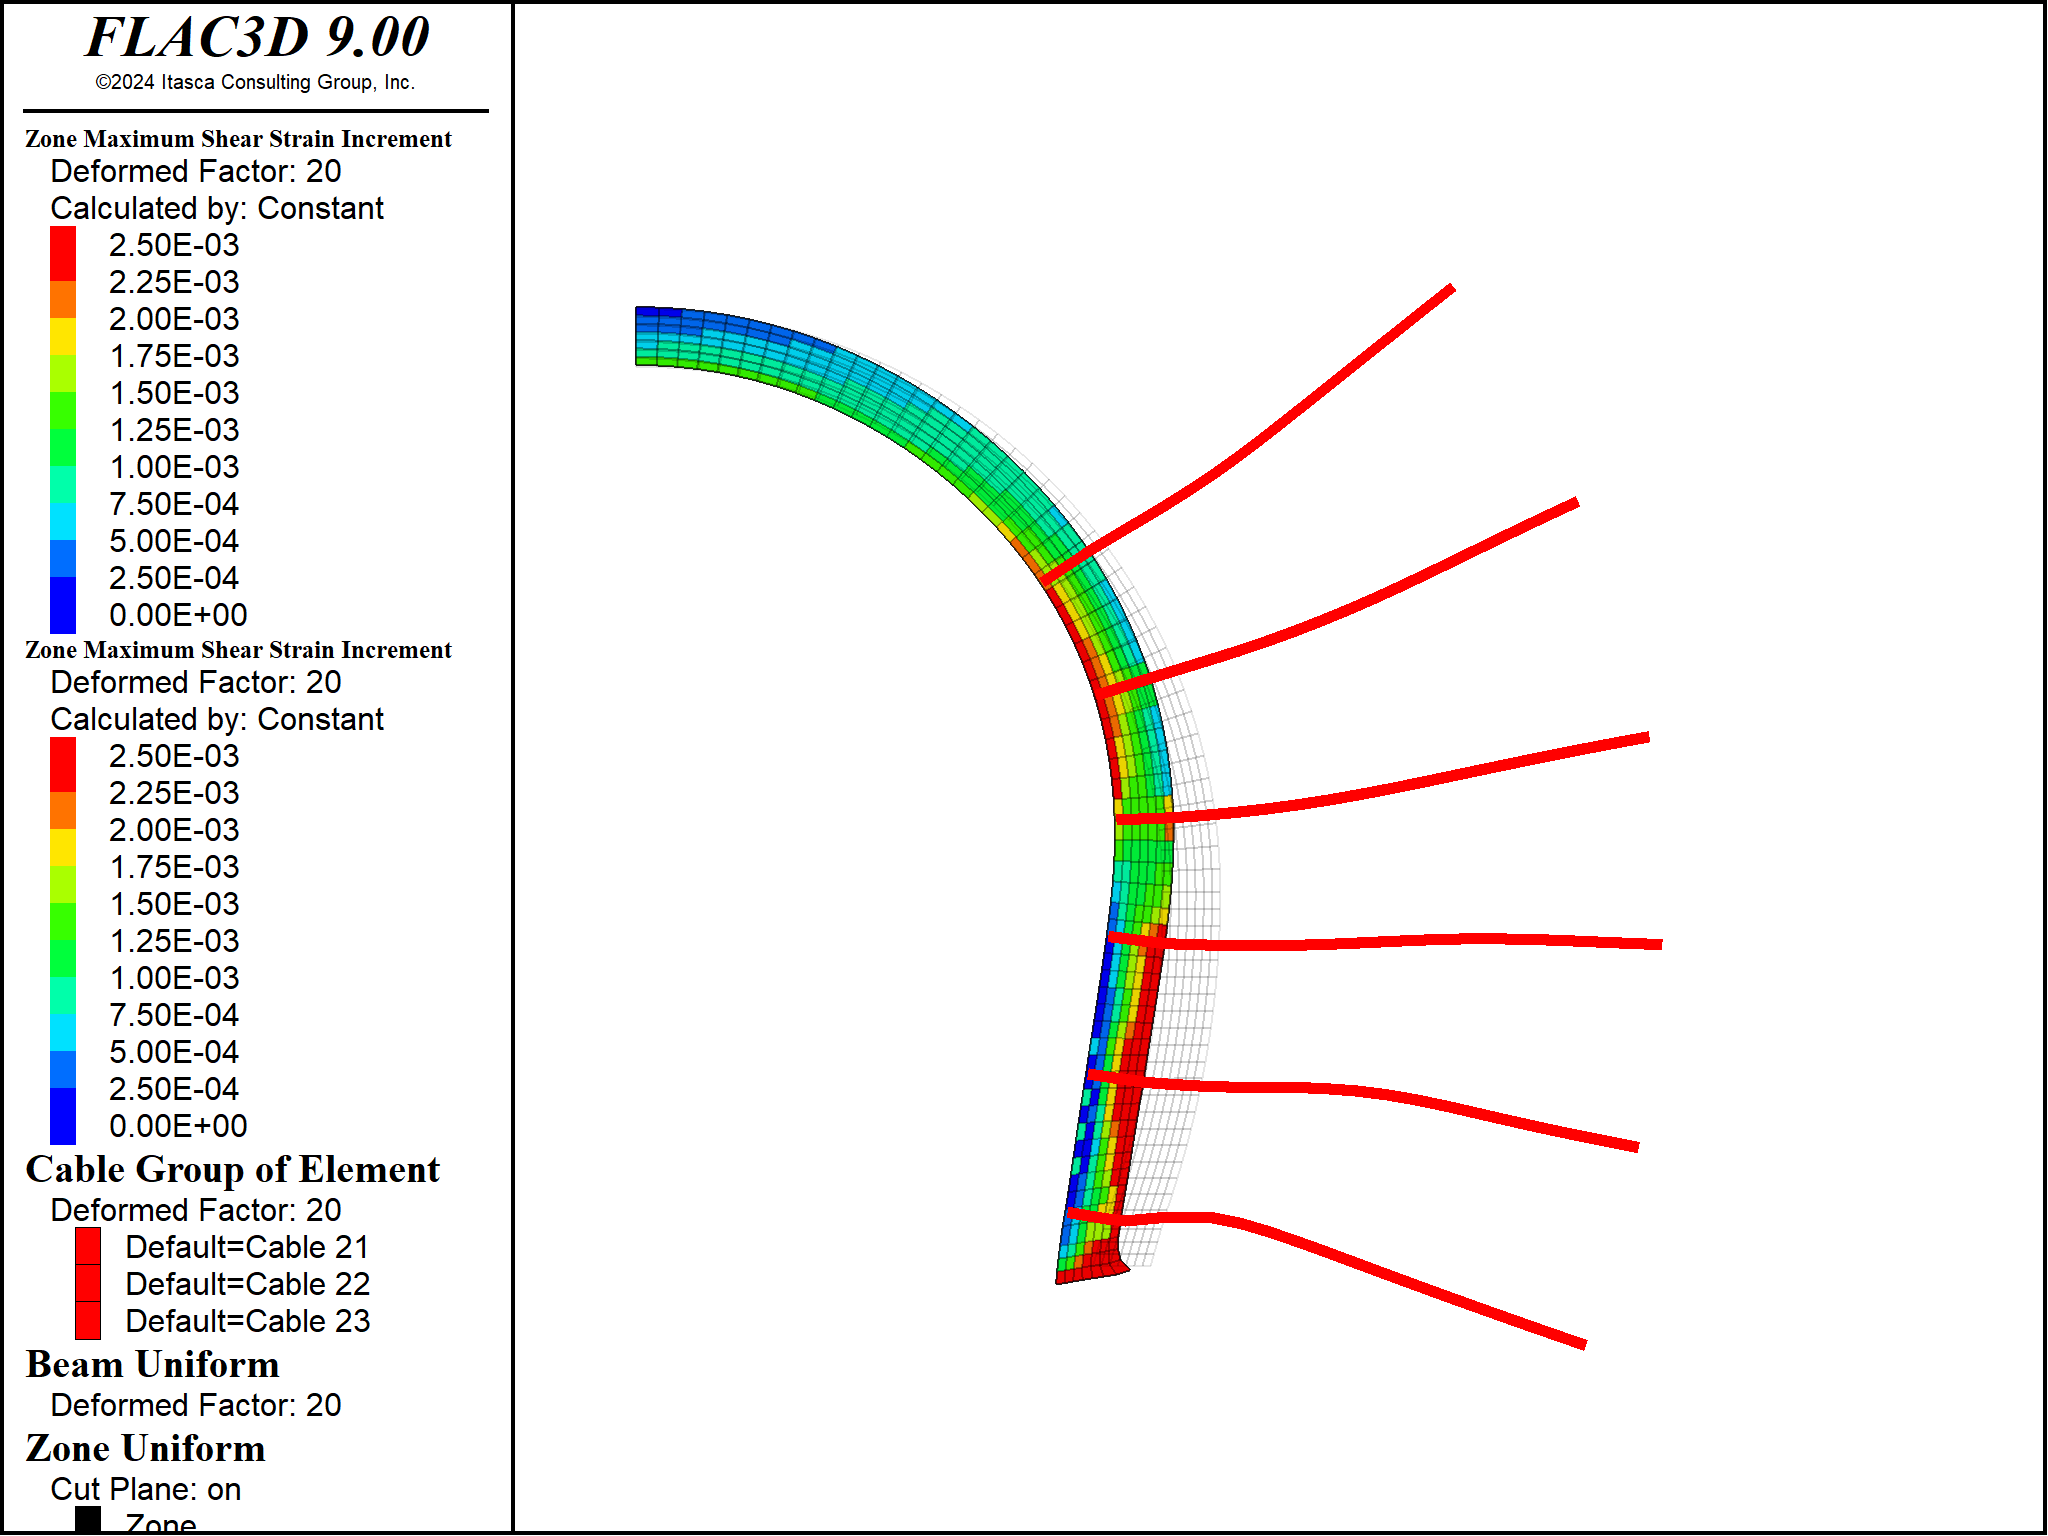 FLAC3D 9.00
©2024 Itasca Consulting Group, Inc.
Zone Maximum Shear Strain Increment
Deformed Factor: 20
Calculated by: Constant
2.50E-03
2.25E-03
2.00E-03
1.75E-03
1.50E-03
1.25E-03
1.00E-03
7.50E-04
5.00E-04
2.50E-04
0.00E+00
Zone Maximum Shear Strain Increment
Deformed Factor: 20
Calculated by: Constant
2.50E-03
2.25E-03
2.00E-03
1.75E-03
1.50E-03
1.25E-03
1.00E-03
7.50E-04
5.00E-04
2.50E-04
0.00E+00
Cable Group of Element
Deformed Factor: 20
Default=Cable 21
Default=Cable 22
Default=Cable 23
Beam Uniform
Deformed Factor: 20
Zone Uniform
Cut Plane: on
Zone